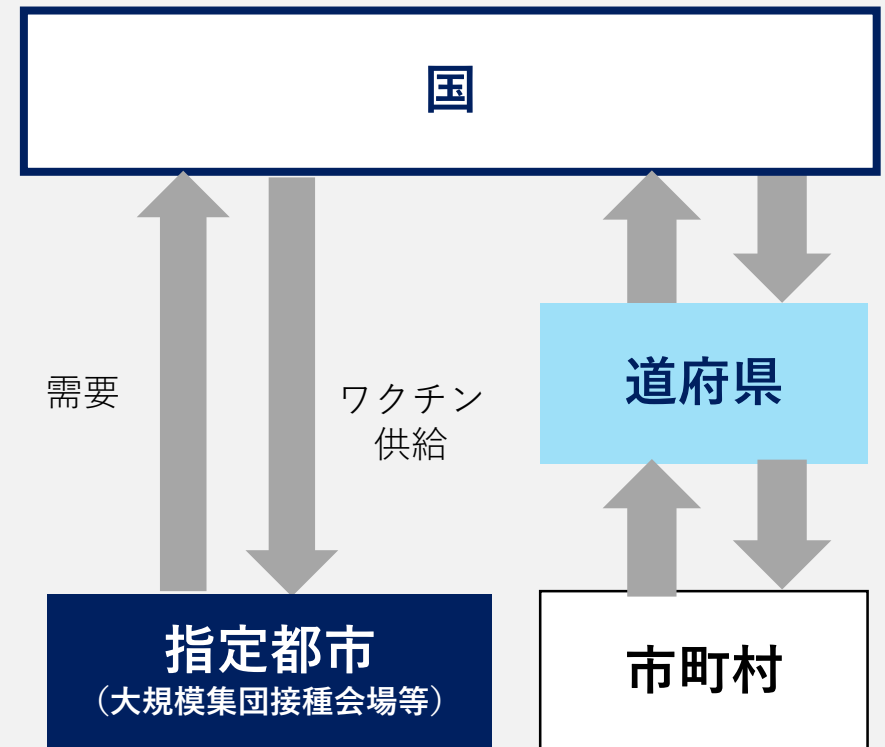 国
需要
ワクチン
供給
道府県
指定都市
（大規模集団接種会場等）
市町村